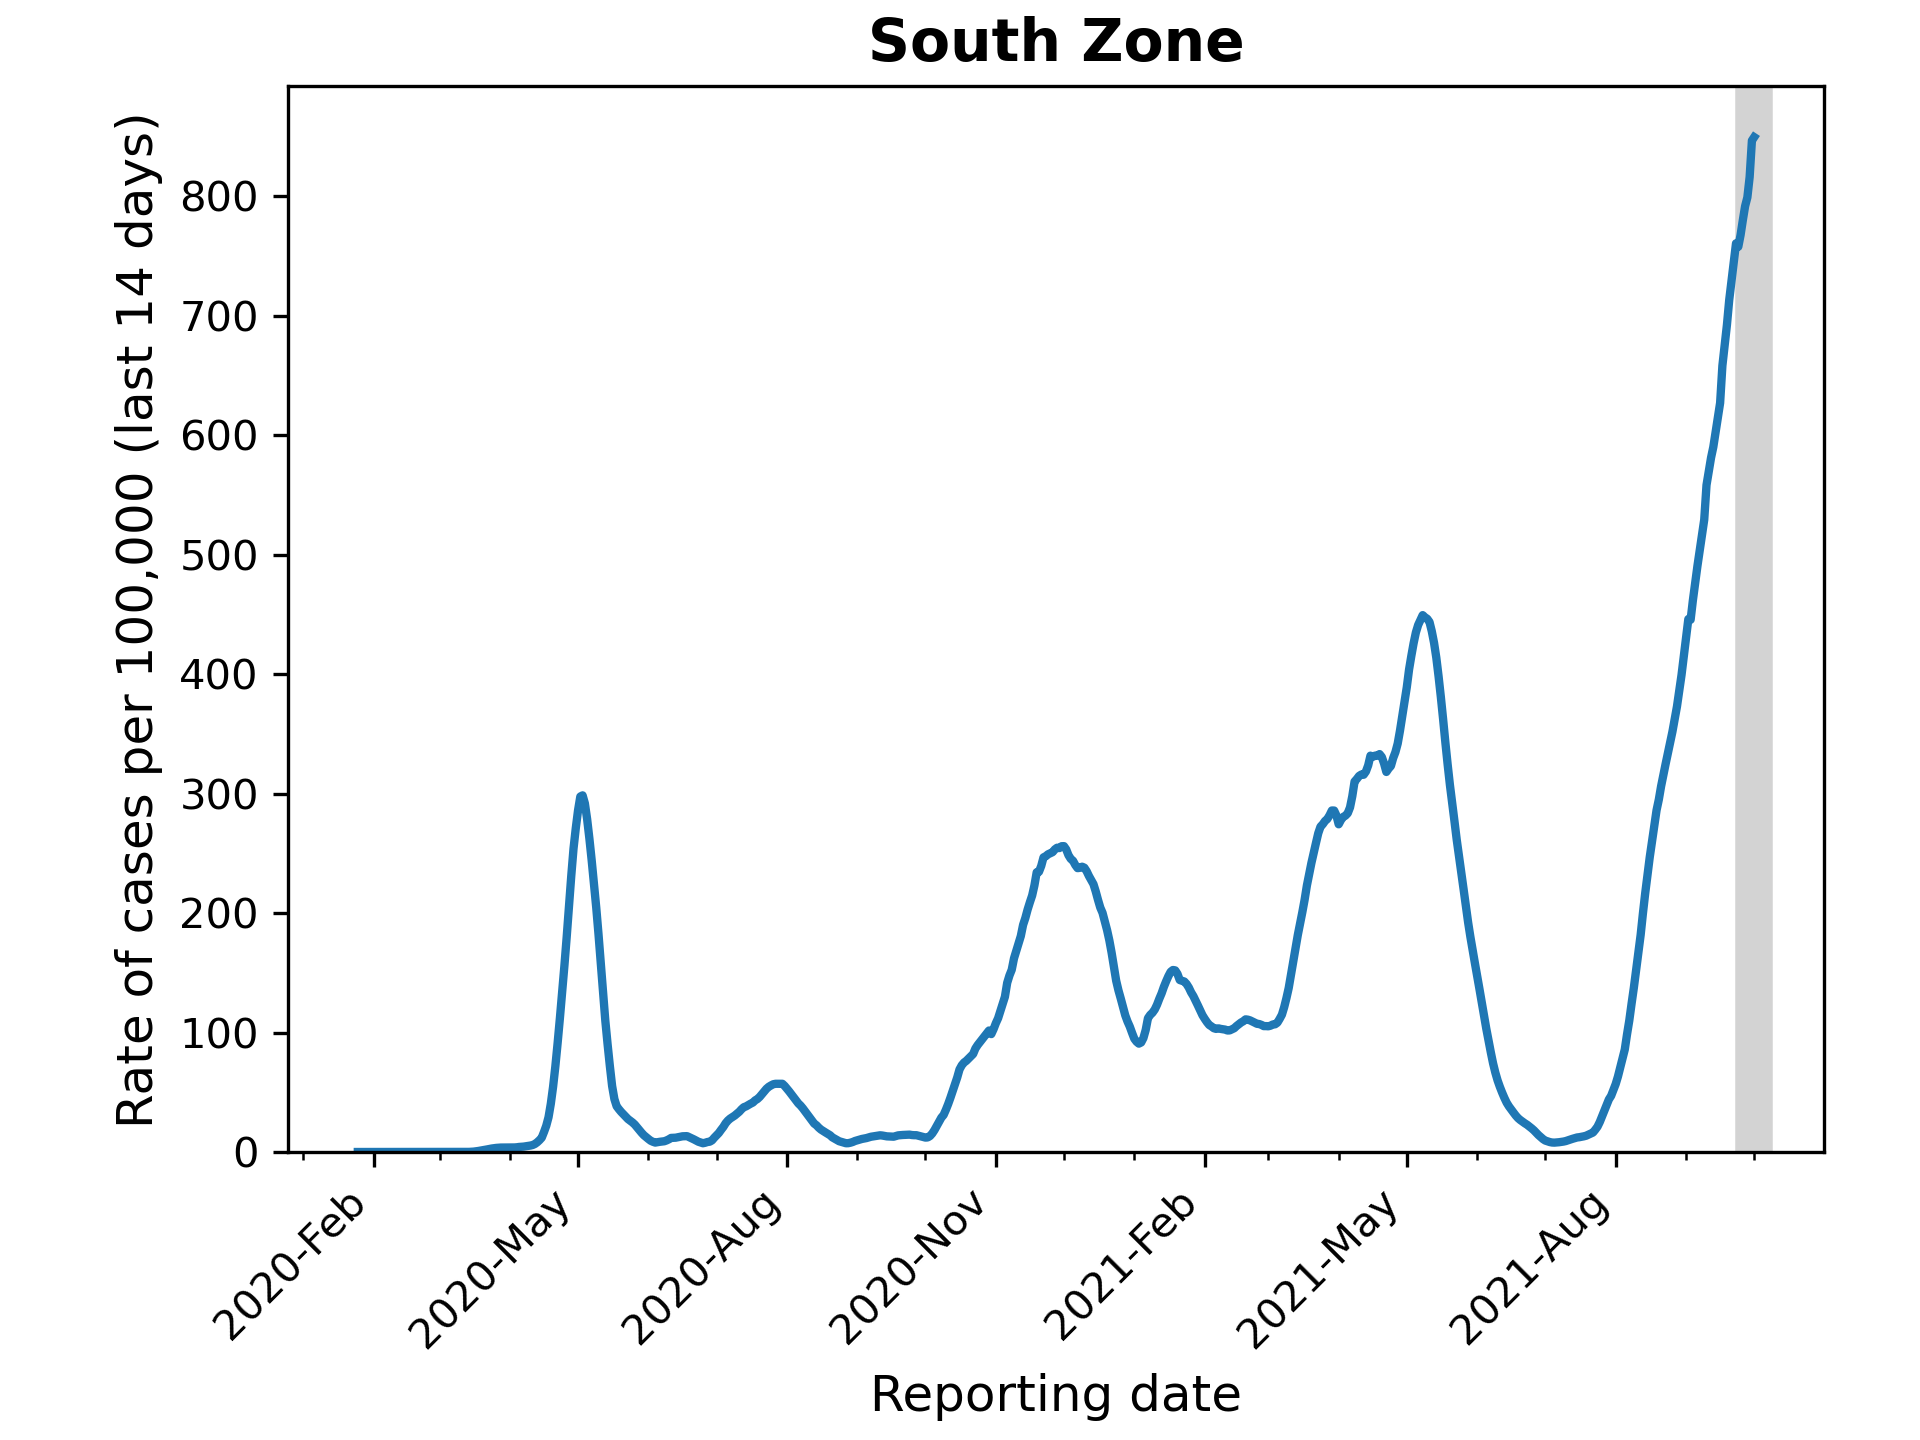 South Zone
Rate of cases per 100,000 (last 14 days)
800
700
600
500
400
300
200
100
0
2020-Feb
2020-May
2020-Aug
2020-Nov
2021-Feb
2021-May
2021-Aug
Reporting date